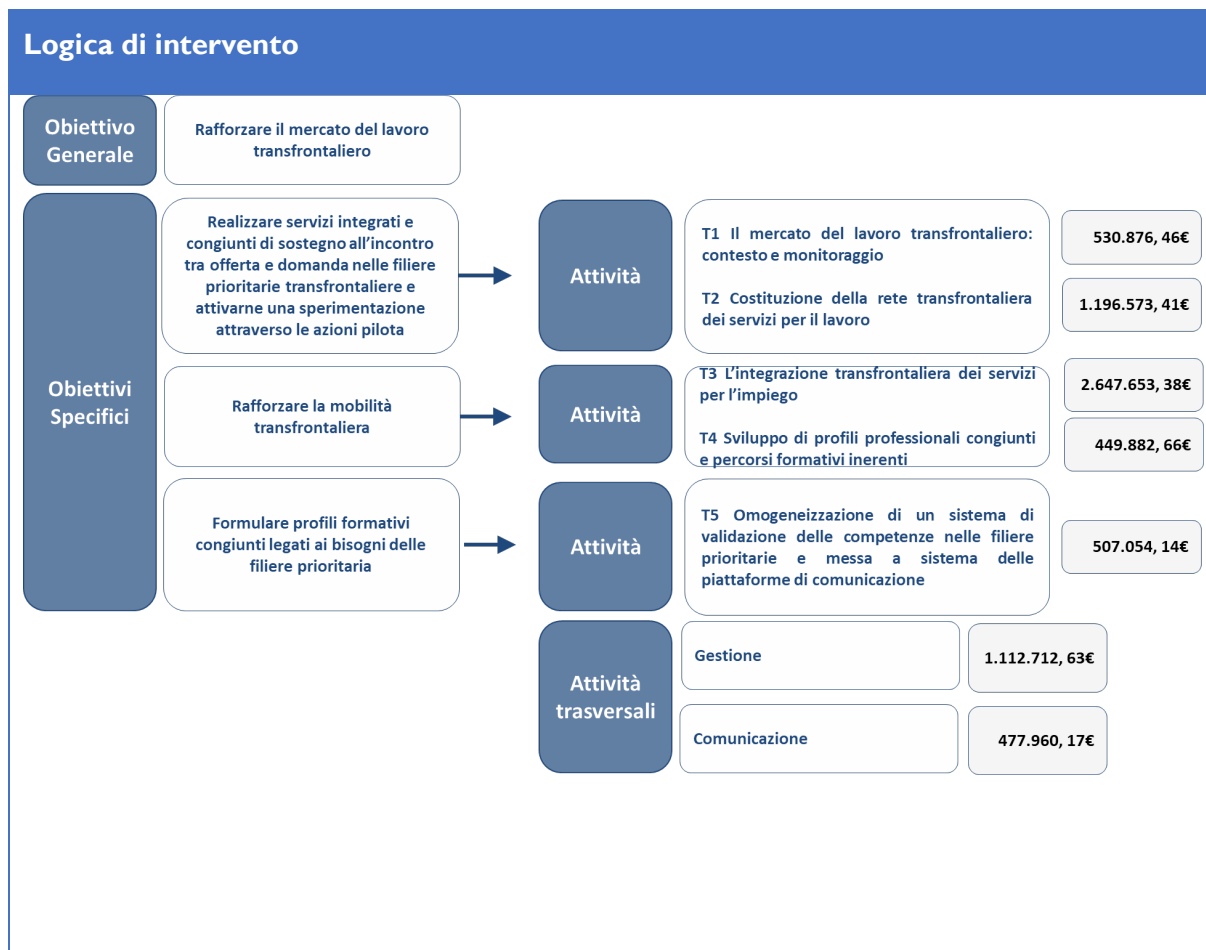 Logica di intervento
Obiettivo
Generale
Rafforzare il mercato del lavoro
transfrontaliero
Obiettivi
Specifici
Realizzare servizi integrati e
congiunti di sostegno all’incontro
tra offerta e domanda nelle filiere
prioritarie transfrontaliere e
attivarne una sperimentazione
attraverso le azioni pilota
Attività
T1 Il mercato del lavoro transfrontaliero:
contesto e monitoraggio
530.876, 46€
T2 Costituzione della rete transfrontaliera
dei servizi per il lavoro
1.196.573, 41€
Rafforzare la mobilità
transfrontaliera
Attività
T3 L’integrazione transfrontaliera dei servizi
per l’impiego
2.647.653, 38€
T4 Sviluppo di profili professionali congiunti
e percorsi formativi inerenti
449.882, 66€
Formulare profili formativi
congiunti legati ai bisogni delle
filiere prioritaria
Attività
T5 Omogeneizzazione di un sistema di
validazione delle competenze nelle filiere
prioritarie e messa a sistema delle
piattaforme di comunicazione
507.054, 14€
Attività
trasversali
Gestione
1.112.712, 63€
Comunicazione
477.960, 17€